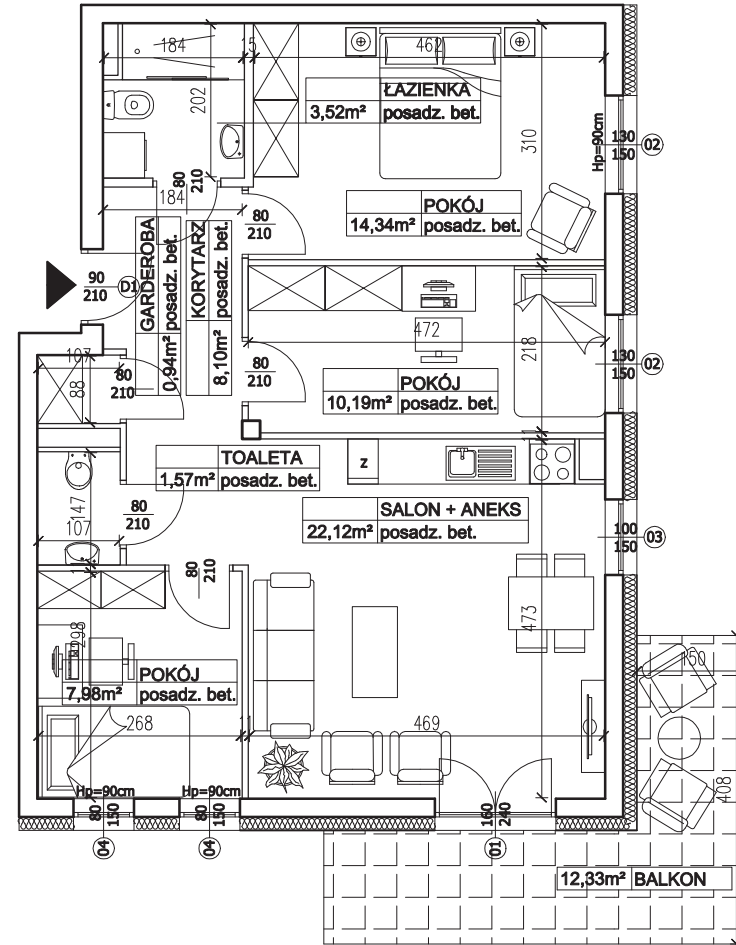 184
15
462
202
ŁAZIENKA
3,52m² posadz. bet.
310
Hp=90cm
130
150
02
80
210
184
80
210
POKÓJ
14,34m² posadz. bet.
GARDEROBA
0,94m² posadz. bet.
KORYTARZ
8,10m² posadz. bet.
90
210
D1
472
218
130
150
02
107
88
80
210
80
210
POKÓJ
10,19m² posadz. bet.
TOALETA
1,57m² posadz. bet.
z
147
107
80
210
SALON + ANEKS
22,12m² posadz. bet.
100
150
03
80
210
298
473
POKÓJ
7,98m² posadz. bet.
150
268
11
469
408
Hp=90cm
Hp=90cm
80
150
80
150
160
240
04
04
01
12,33m² BALKON